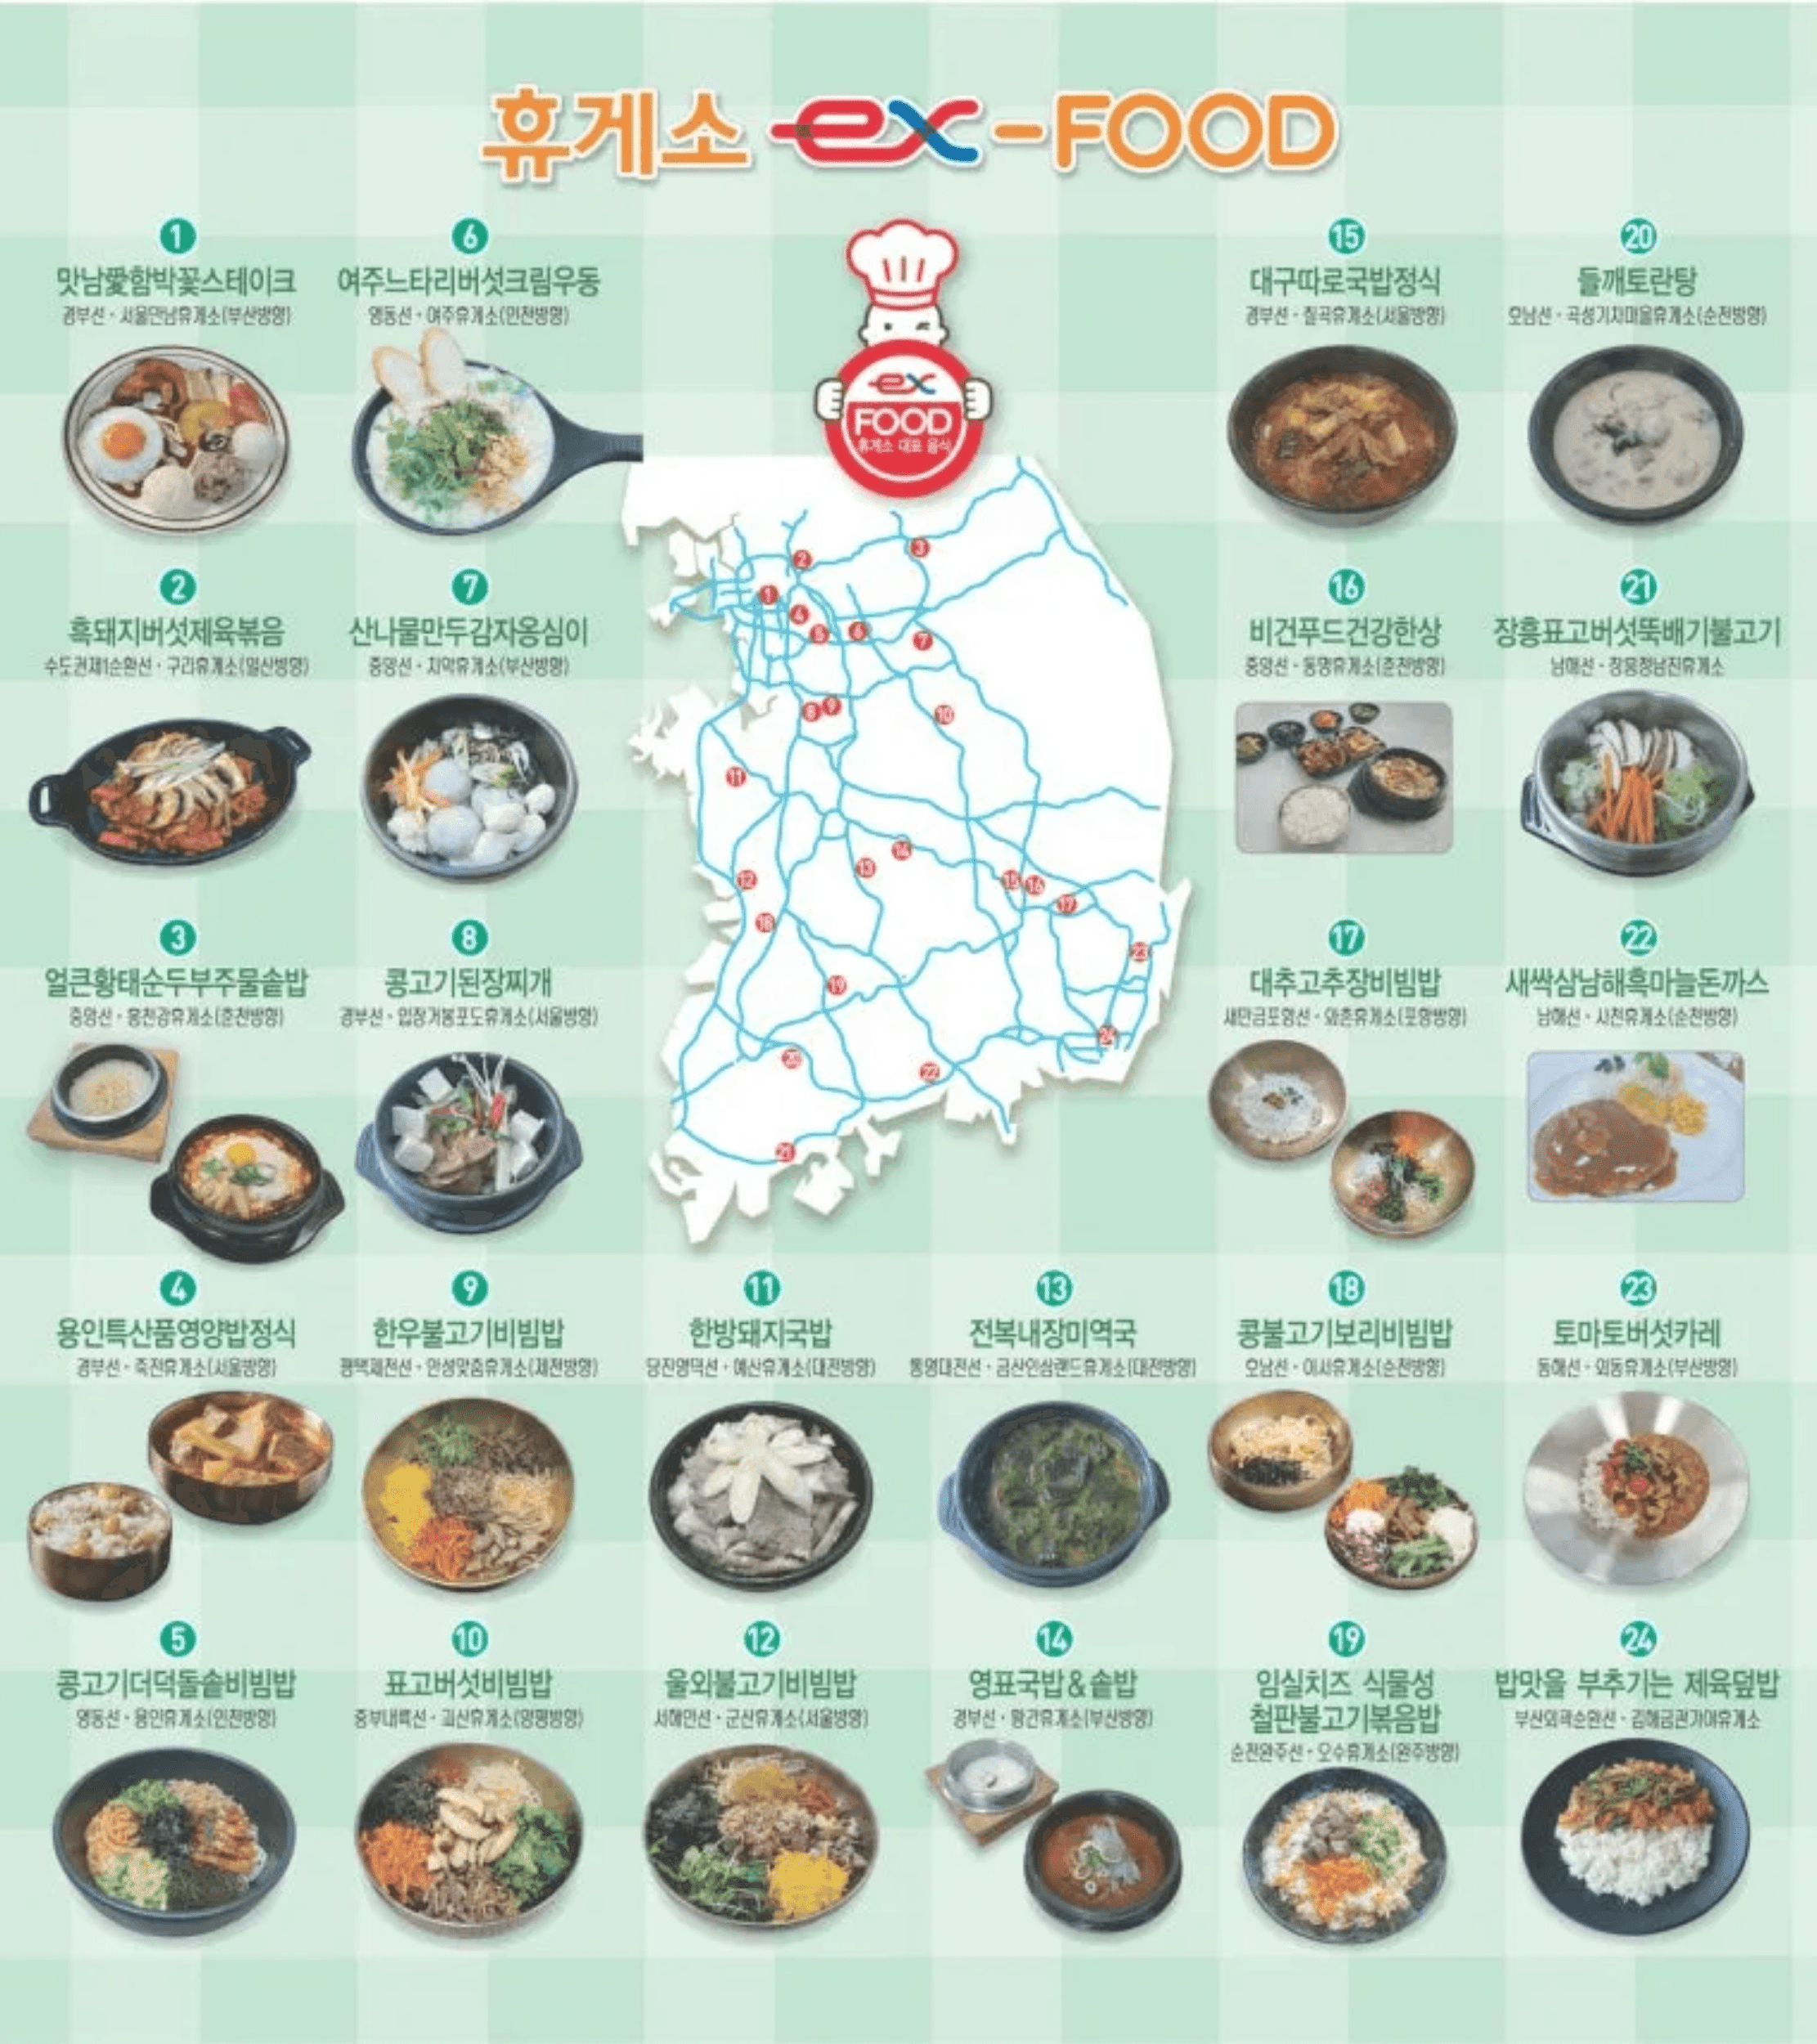 휴게소 ex-FOOD
ex
FOOD
휴게소 대표 음식
1
맛남愛함박꽃스테이크
경부선·서울만남휴게소(부산방향)
2
흑돼지버섯제육볶음
수도권제1순환선·구리휴게소(일산방향)
3
얼큰황태순두부주물솥밥
중앙선·홍천강휴게소(춘천방향)
4
용인특산품영양밥정식
경부선·죽전휴게소(서울방향)
5
콩고기더덕돌솥비빔밥
영동선·용인휴게소(인천방향)
6
여주느타리버섯크림우동
영동선·여주휴게소(인천방향)
7
산나물만두감자옹심이
중앙선·치악휴게소(부산방향)
8
콩고기된장찌개
경부선·입장거봉포도휴게소(서울방향)
9
한우불고기비빔밥
평택제천선·안성맞춤휴게소(제천방향)
10
표고버섯비빔밥
중부내륙선·괴산휴게소(양평방향)
11
한방돼지국밥
당진영덕선·예산휴게소(대전방향)
12
울외불고기비빔밥
서해안선·군산휴게소(서울방향)
13
전복내장미역국
통영대전선·금산인삼랜드휴게소(대전방향)
14
영표국밥&솥밥
경부선·황간휴게소(부산방향)
15
대구따로국밥정식
경부선·칠곡휴게소(서울방향)
16
비건푸드건강한상
중앙선·동명휴게소(춘천방향)
17
대추고추장비빔밥
새만금포항선·와촌휴게소(포항방향)
18
콩불고기보리비빔밥
호남선·이서휴게소(순천방향)
19
임실치즈 식물성
철판불고기볶음밥
순천완주선·오수휴게소(완주방향)
20
들깨토란탕
호남선·곡성기차마을휴게소(순천방향)
21
장흥표고버섯뚝배기불고기
남해선·장흥정남진휴게소
22
새싹삼남해흑마늘돈까스
남해선·사천휴게소(순천방향)
23
토마토버섯카레
동해선·외동휴게소(부산방향)
24
밥맛을 부추기는 제육덮밥
부산외곽순환선·김해금관가야휴게소
2
3
1
4
5
6
7
8
9
10
11
14
13
12
15
16
17
18
23
19
24
20
22
21